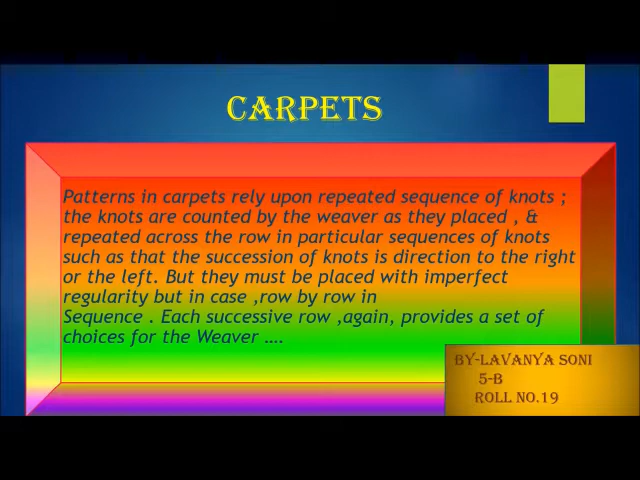 CARPETS
Patterns in carpets rely upon repeated sequence of knots ;
the knots are counted by the weaver as they placed , &
repeated across the row in particular sequences of knots
such as that the succession of knots is direction to the right
or the left. But they must be placed with imperfect
regularity but in case ,row by row in
Sequence . Each successive row ,again, provides a set of
choices for the Weaver ....
BY-LAVANYA SONI
5-B
ROLL NO.19